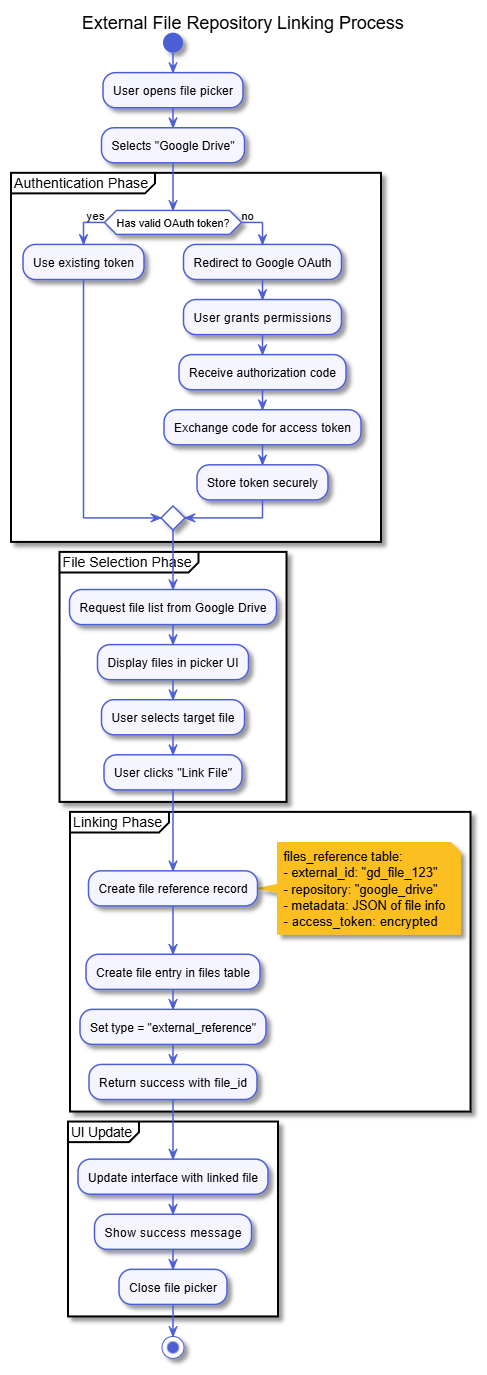 External File Repository Linking Process
User opens file picker
Selects "Google Drive"
Authentication Phase
yes
Has valid OAuth token?
no
Use existing token
Redirect to Google OAuth
User grants permissions
Receive authorization code
Exchange code for access token
Store token securely
File Selection Phase
Request file list from Google Drive
Display files in picker UI
User selects target file
User clicks "Link File"
Linking Phase
Create file reference record
files_reference table:
- external_id: "gd_file_123"
- repository: "google_drive"
- metadata: JSON of file info
- access_token: encrypted
Create file entry in files table
Set type = "external_reference"
Return success with file_id
UI Update
Update interface with linked file
Show success message
Close file picker